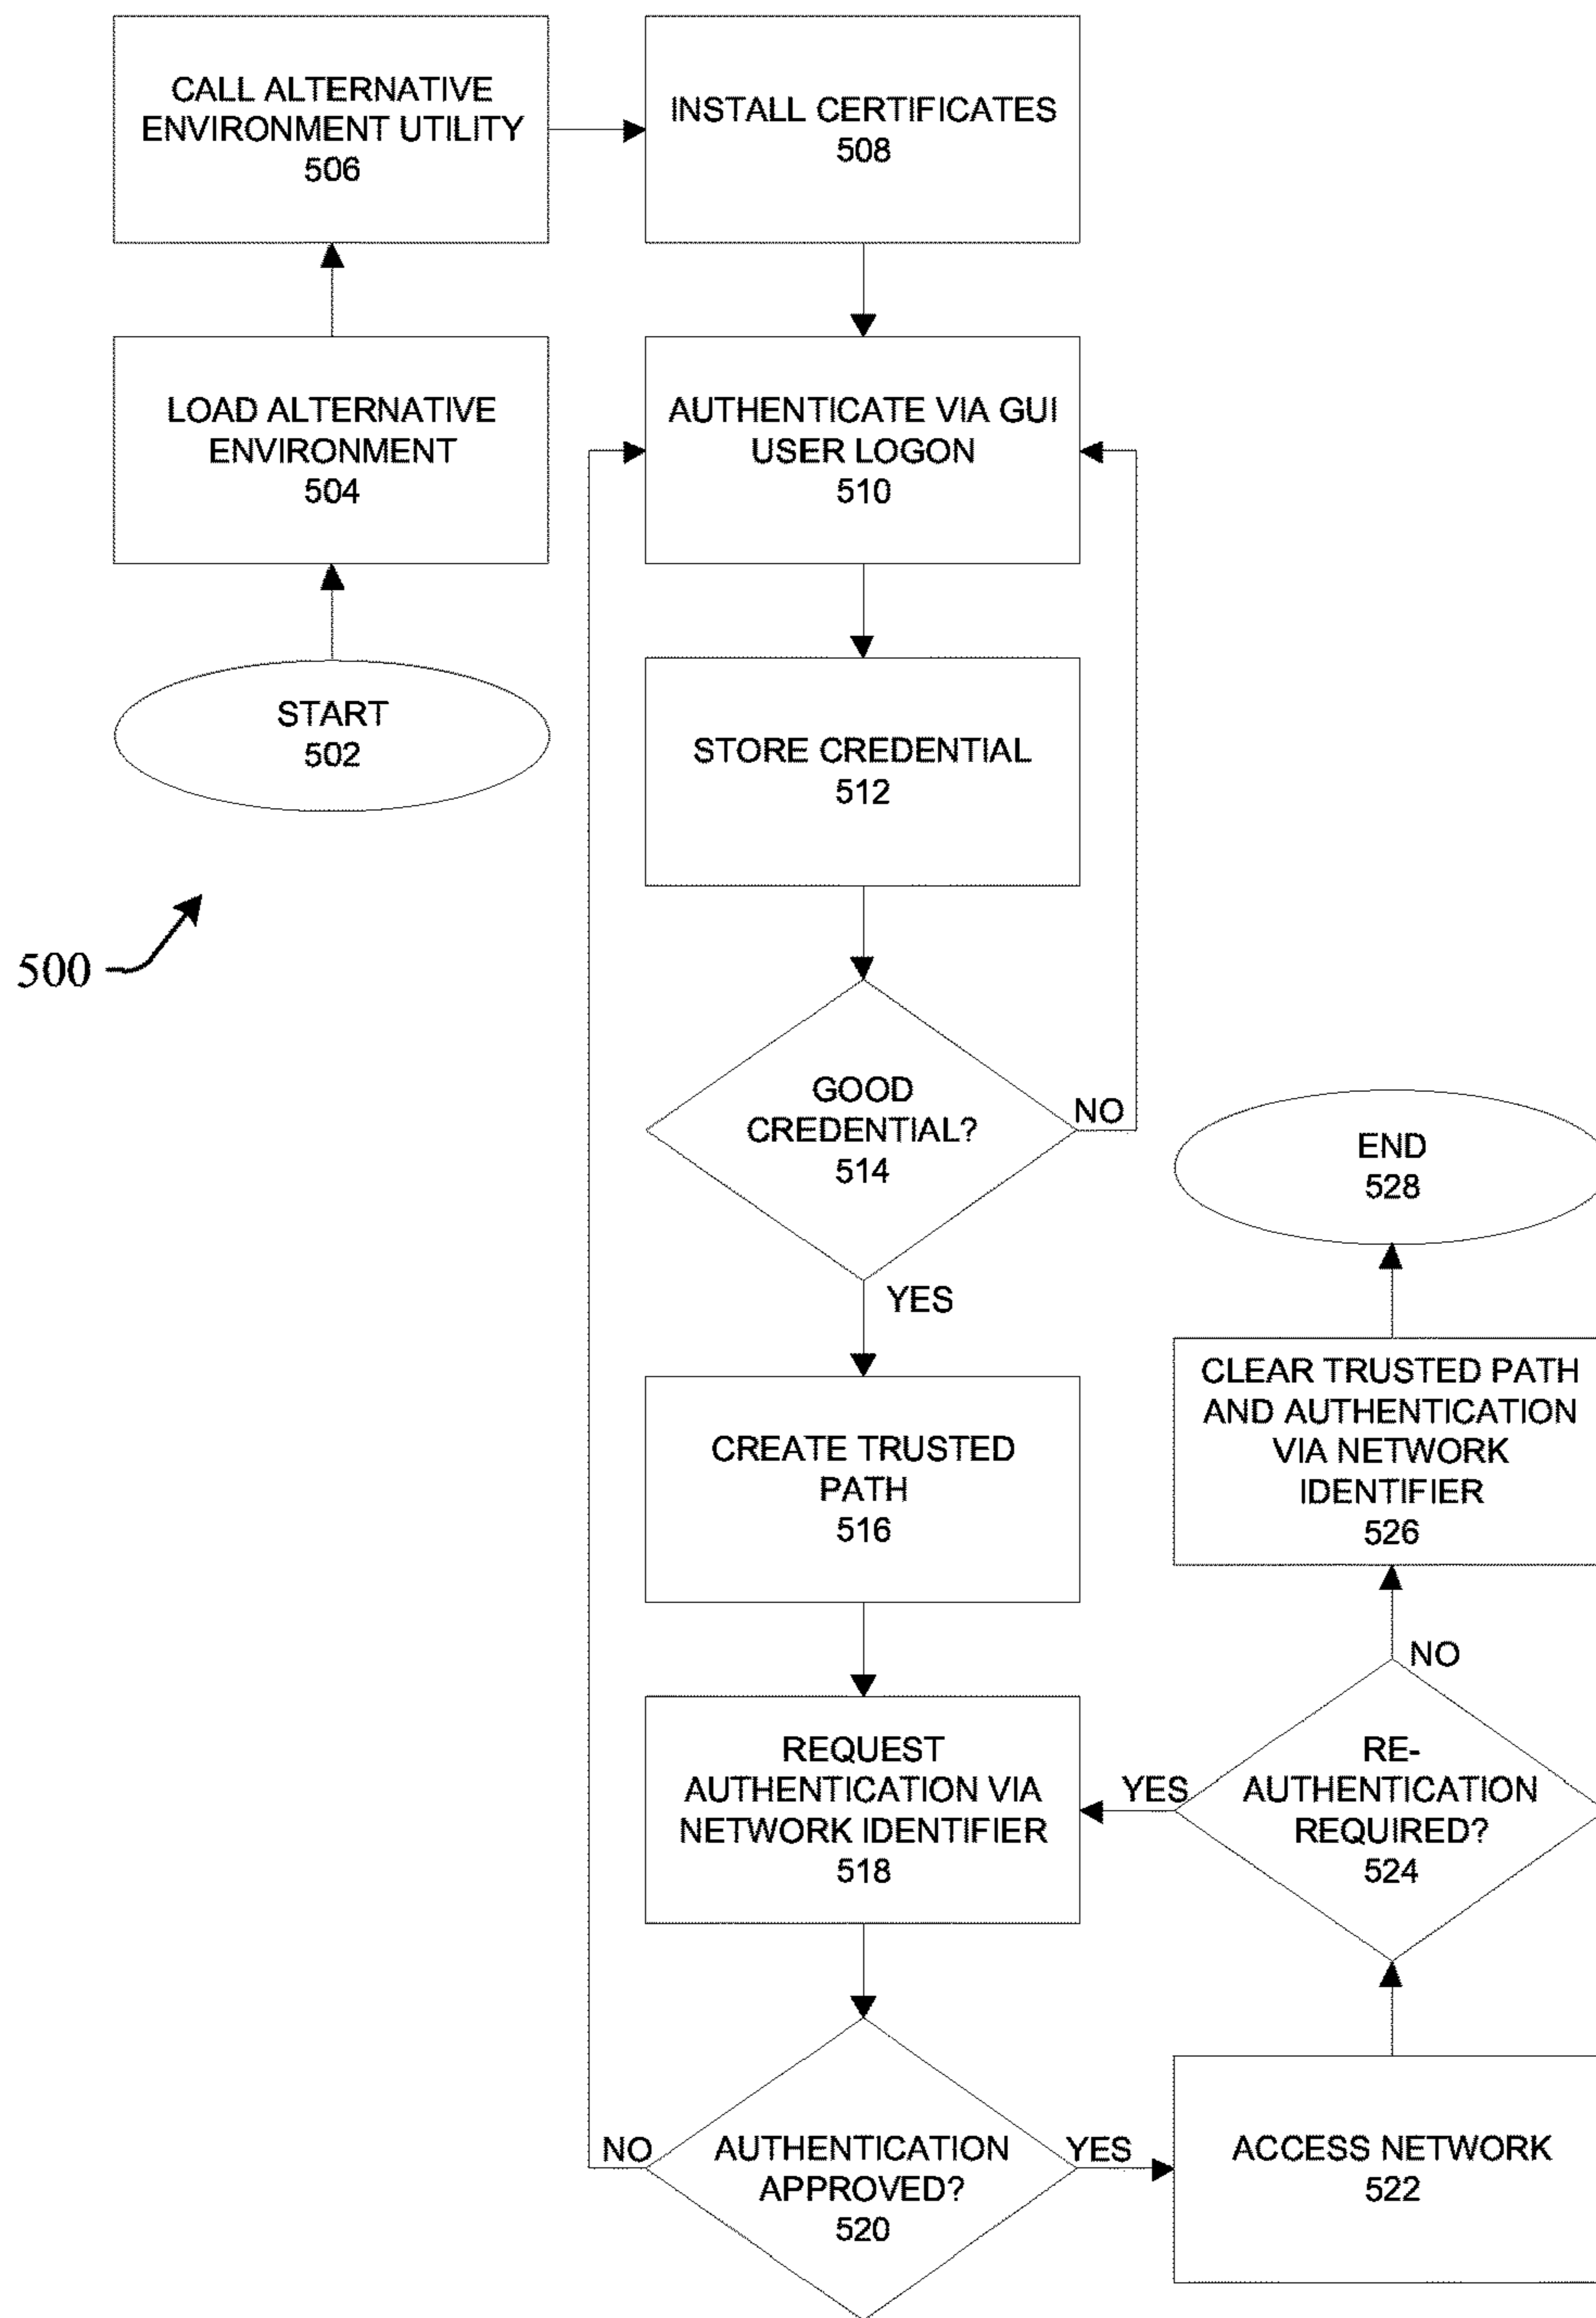 CALL ALTERNATIVE
ENVIRONMENT UTILITY
506
INSTALL CERTIFICATES
508
LOAD ALTERNATIVE
ENVIRONMENT
504
AUTHENTICATE VIA GUI
USER LOGON
510
START
502
STORE CREDENTIAL
512
500
GOOD
CREDENTIAL?
514
NO
YES
END
528
CREATE TRUSTED
PATH
516
CLEAR TRUSTED PATH
AND AUTHENTICATION
VIA NETWORK
IDENTIFIER
526
NO
REQUEST
AUTHENTICATION VIA
NETWORK IDENTIFIER
518
YES
RE-
AUTHENTICATION
REQUIRED?
524
NO
AUTHENTICATION
APPROVED?
520
YES
ACCESS NETWORK
522